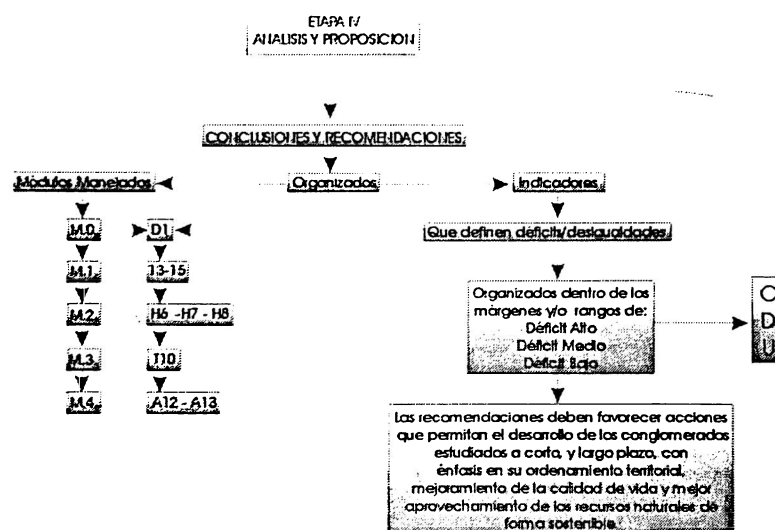 ETAPA IV
ANALISIS Y PROPOSICION
CONCLUSIONES Y RECOMENDACIONES
Módulos Manejados
Organizados
Indicadores
M.0
D1
Que definen déficits/desigualdades
M.1
13-15
M.2
H6 -H7 - H8
Organizados dentro de los
márgenes y/o rangos de:
Déficit Alto
Déficit Medio
Déficit Bajo
M.3
M.4
A12 - A13
Las recomendaciones deben favorecer acciones
que permitan el desarrollo de los conglomerados
estudiados a corto, y largo plazo, con
énfasis en su ordenamiento territorial,
mejoramiento de la calidad de vida y mejor
aprovechamiento de los recursos naturales de
forma sostenible.